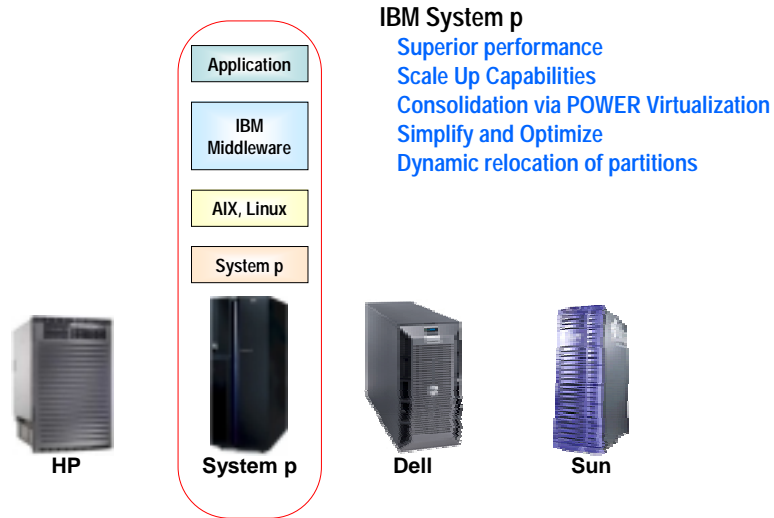 IBM System p
Superior performance
Scale Up Capabilities
Consolidation via POWER Virtualization
Simplify and Optimize
Dynamic relocation of partitions
Application
IBM
Middleware
AIX, Linux
System p
HP
System p
Dell
Sun